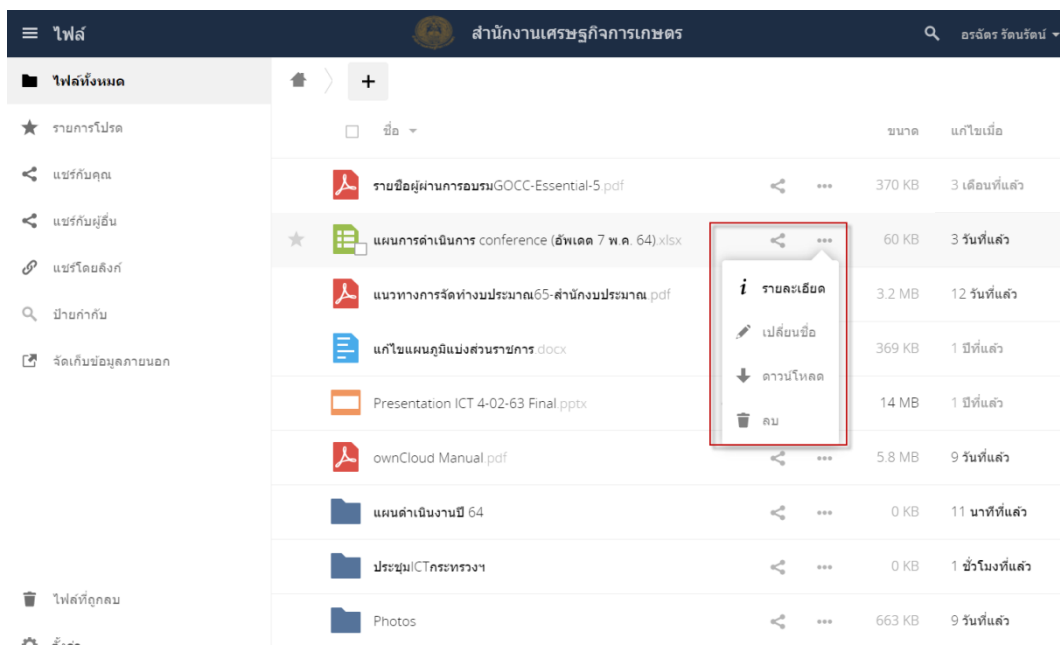 ไฟล์ สำนักงานเศรษฐกิจการเกษตร อรฉัตร รัตนรัตน์
ไฟล์ทั้งหมด
รายการโปรด
แชร์กับคุณ
แชร์กับผู้อื่น
แชร์โดยลิงก์
ป้ายกำกับ
จัดเก็บข้อมูลภายนอก
ไฟล์ที่ถูกลบ
+
ชื่อ ขนาด แก้ไขเมื่อ
รายชื่อผู้ผ่านการอบรมGOCC-Essential-5.pdf 370 KB 3 เดือนที่แล้ว
แผนการดำเนินการ conference (อัพเดต 7 พ.ค. 64).xlsx 60 KB 3 วันที่แล้ว
แนวทางการจัดทำงบประมาณ65-สำนักงบประมาณ.pdf 3.2 MB 12 วันที่แล้ว
แก้ไขแผนภูมิแบ่งส่วนราชการ.docx 369 KB 1 ปีที่แล้ว
Presentation ICT 4-02-63 Final.pptx 14 MB 1 ปีที่แล้ว
ownCloud Manual.pdf 5.8 MB 9 วันที่แล้ว
แผนดำเนินงานปี 64 0 KB 11 นาทีที่แล้ว
ประชุมICTกระทรวงฯ 0 KB 1 ชั่วโมงที่แล้ว
Photos 663 KB 9 วันที่แล้ว
รายละเอียด
เปลี่ยนชื่อ
ดาวน์โหลด
ลบ